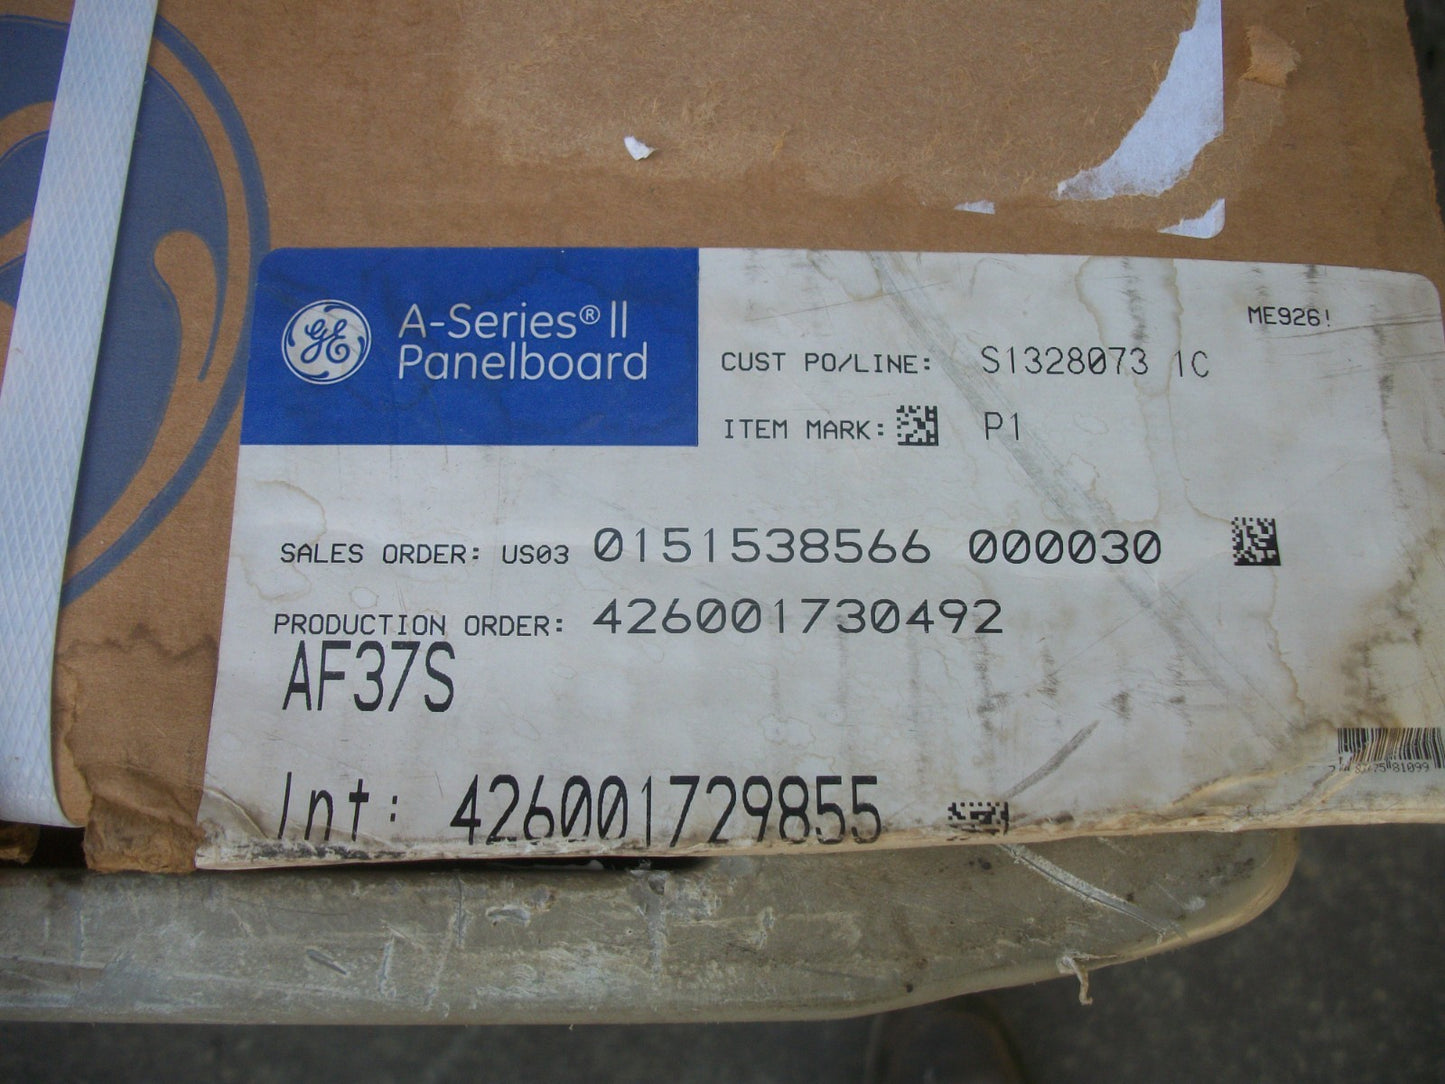 GE
A-Series® II
Panelboard
ME926!
CUST PO/LINE: S1328073 1C
ITEM MARK: P1
SALES ORDER: US03 0151538566 000030
PRODUCTION ORDER: 426001730492
AF37S
Int: 426001729855
81099